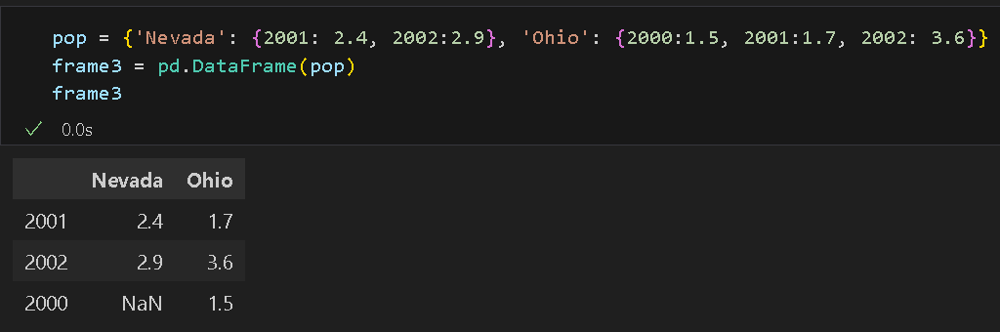 pop = {'Nevada': {2001: 2.4, 2002:2.9}, 'Ohio': {2000:1.5, 2001:1.7, 2002: 3.6}}
frame3 = pd.DataFrame(pop)
frame3
✓ 0.0s
Nevada Ohio
2001 2.4 1.7
2002 2.9 3.6
2000 NaN 1.5